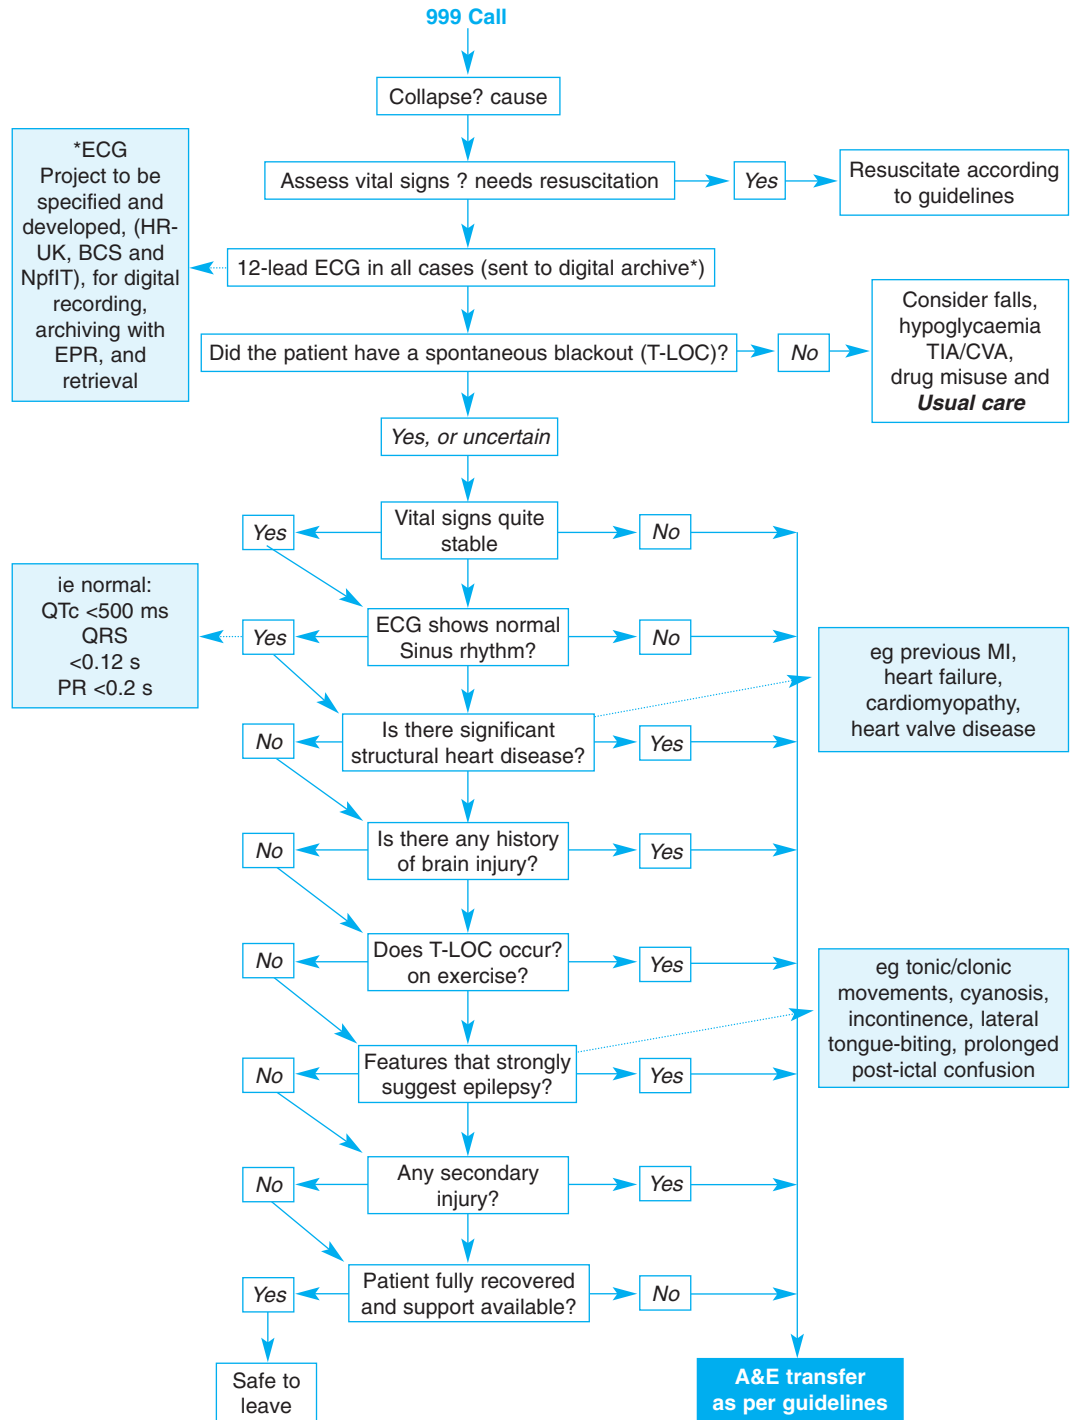 999 Call
Collapse? cause
*ECG
Project to be
specified and
developed, (HR-
UK, BCS and
NpfIT), for digital
recording,
archiving with
EPR, and
retrieval
Assess vital signs ? needs resuscitation
Yes
Resuscitate according
to guidelines
12-lead ECG in all cases (sent to digital archive*)
Did the patient have a spontaneous blackout (T-LOC)?
No
Consider falls,
hypoglycaemia
TIA/CVA,
drug misuse and
Usual care
Yes, or uncertain
Yes
Vital signs quite
stable
No
ie normal:
QTc <500 ms
QRS
<0.12 s
PR <0.2 s
Yes
ECG shows normal
Sinus rhythm?
No
eg previous MI,
heart failure,
cardiomyopathy,
heart valve disease
No
Is there significant
structural heart disease?
Yes
No
Is there any history
of brain injury?
Yes
No
Does T-LOC occur?
on exercise?
Yes
eg tonic/clonic
movements, cyanosis,
incontinence, lateral
tongue-biting, prolonged
post-ictal confusion
No
Features that strongly
suggest epilepsy?
Yes
No
Any secondary
injury?
Yes
Yes
Patient fully recovered
and support available?
No
Safe to
leave
A&E transfer
as per guidelines